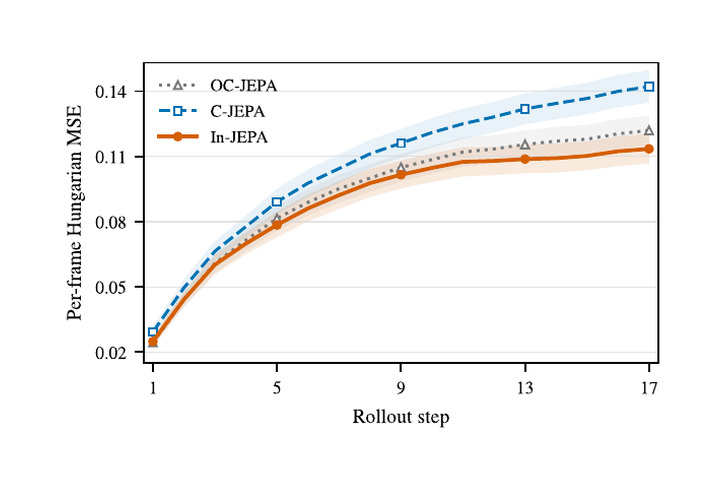 OC-JEPA
C-JEPA
In-JEPA
Per-frame Hungarian MSE
0.14
0.11
0.08
0.05
0.02
1 5 9 13 17
Rollout step